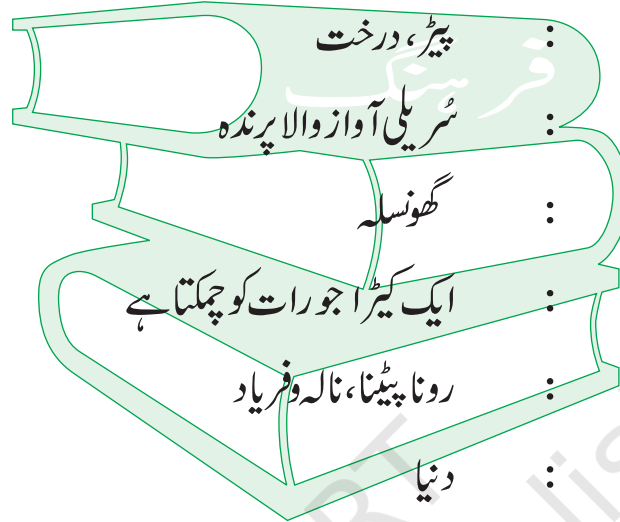 فرہنگ
: پیڑ، درخت
: سُریلی آواز والا پرندہ
: گھونسلہ
: ایک کیڑا جو رات کو چمکتا ہے
: رونا پیٹنا، نالہ وفریاد
: دنیا